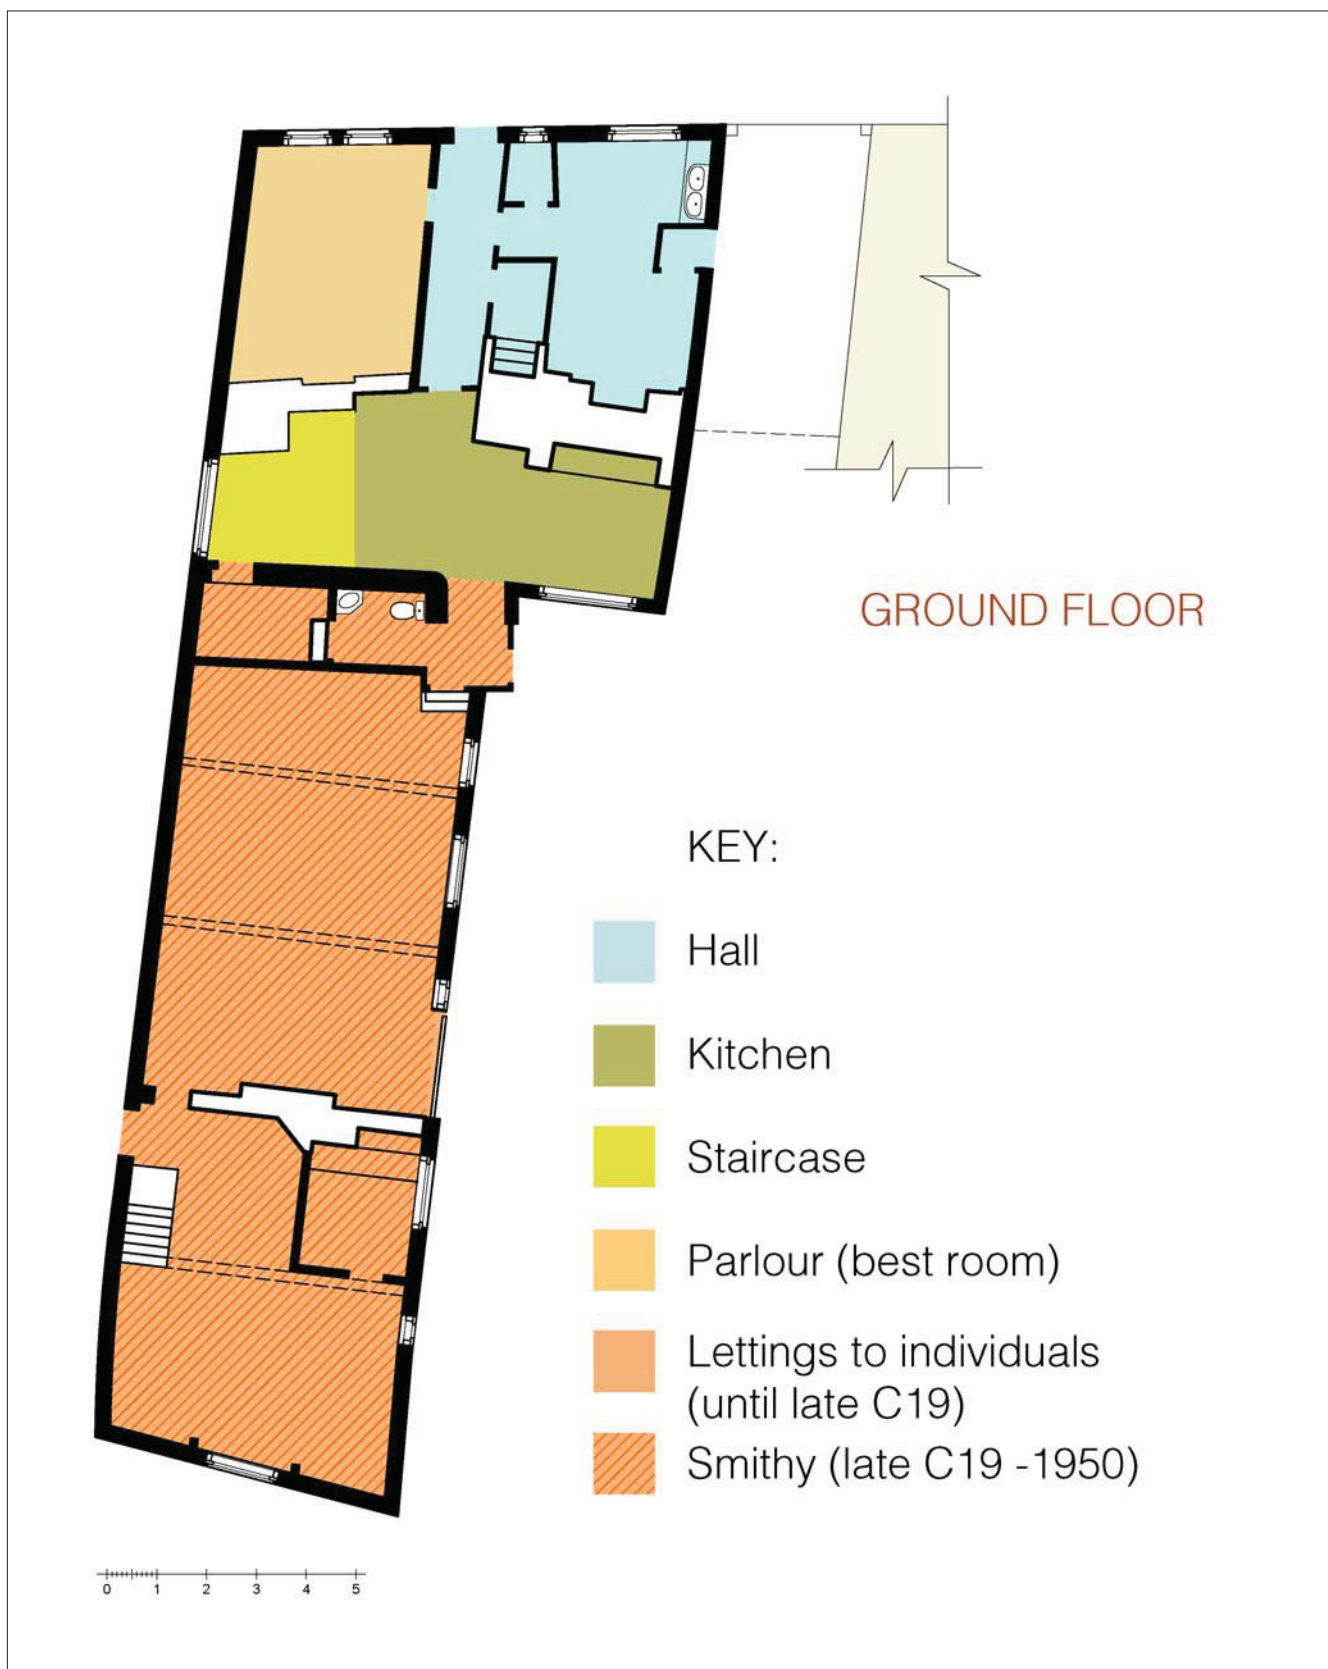 GROUND FLOOR
KEY:
Hall
Kitchen
Staircase
Parlour (best room)
Lettings to individuals
(until late C19)
Smithy (late C19 -1950)
0 1 2 3 4 5